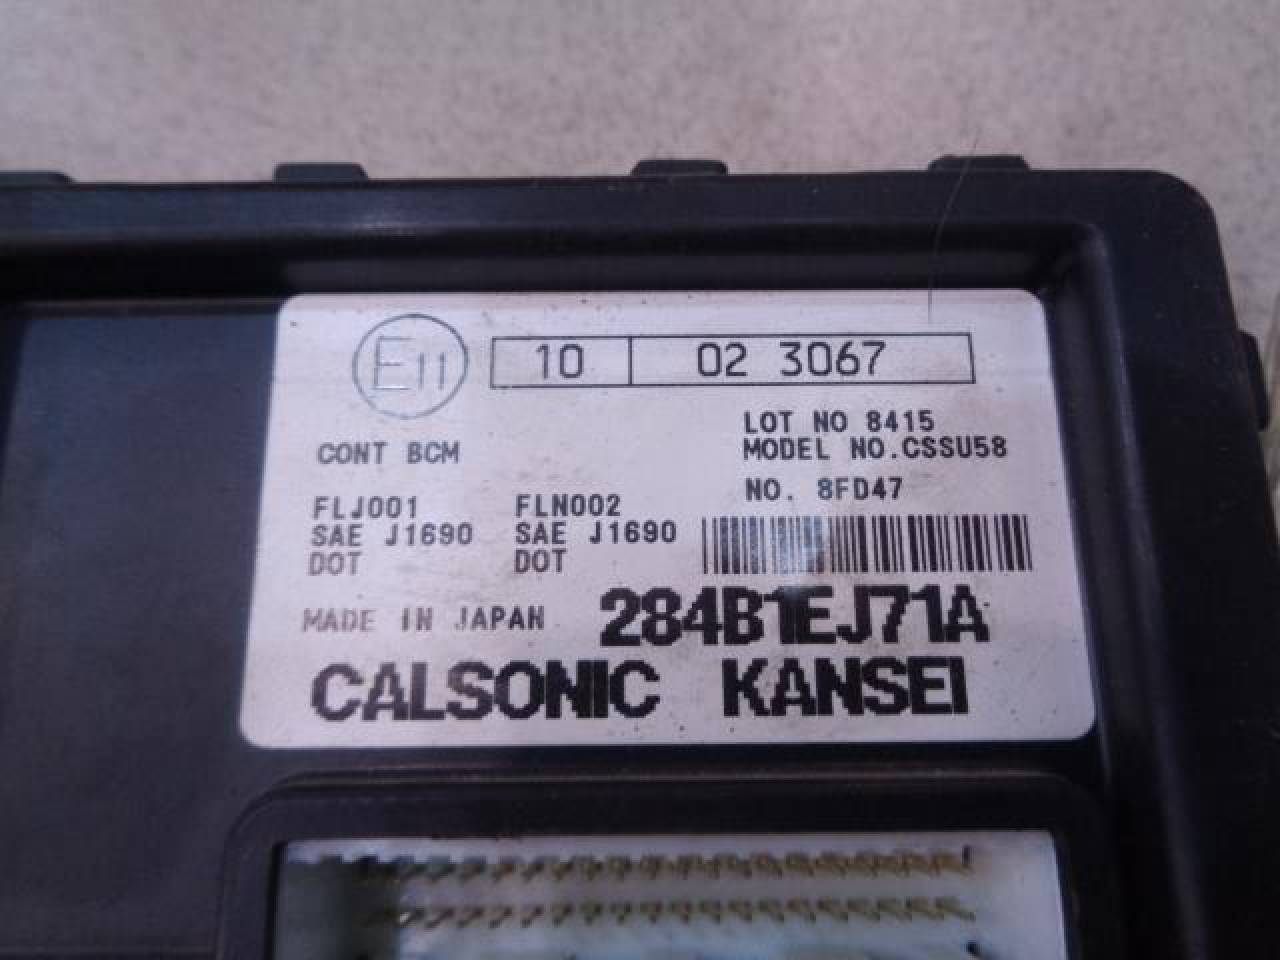 E11 10 02 3067
LOT NO 8415
CONT BCM MODEL NO.CSSU58
NO. 8FD47
FLJ001 FLN002
SAE J1690 SAE J1690
DOT DOT
MADE IN JAPAN 284B1EJ71A
CALSONIC KANSEI